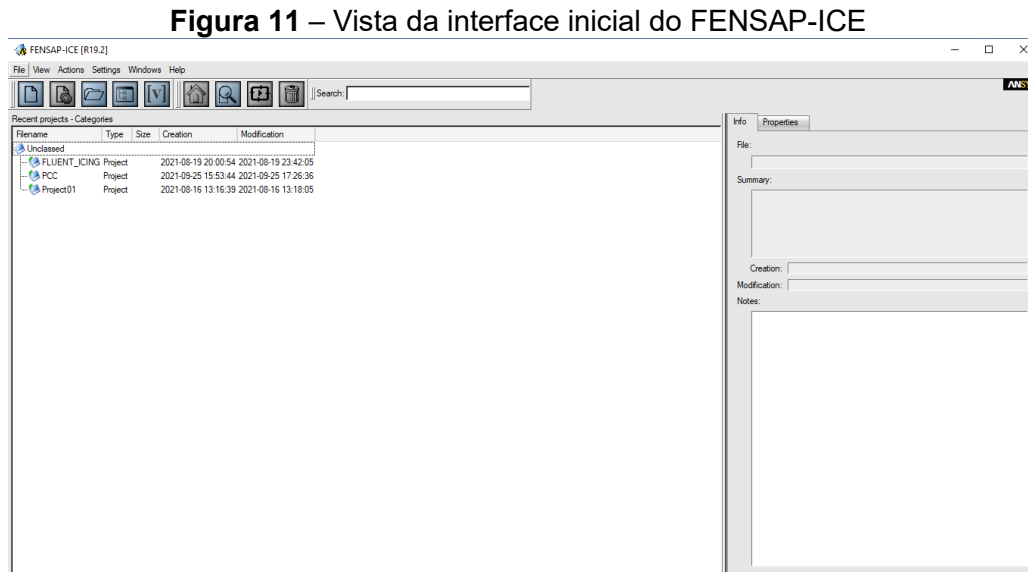 Figura 11 – Vista da interface inicial do FENSAP-ICE
FENSAP-ICE [R19.2]
File View Actions Settings Windows Help
[V]
Search:
ANSY
Recent projects - Categories
Filename Type Size Creation Modification
Unclassed
FLUENT_ICING Project 2021-08-19 20:00:54 2021-08-19 23:42:05
PCC Project 2021-09-25 15:53:44 2021-09-25 17:26:36
Project01 Project 2021-08-16 13:16:39 2021-08-16 13:18:05
Info Properties
File:
Summary:
Creation:
Modification:
Notes: